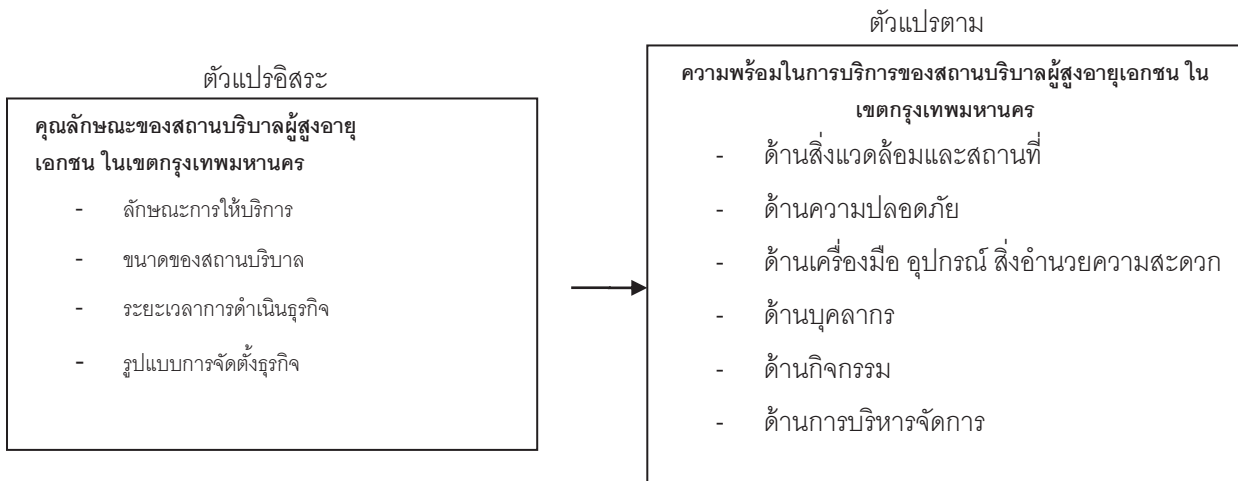 ตัวแปรอิสระ
คุณลักษณะของสถานบริบาลผู้สูงอายุ
เอกชน ในเขตกรุงเทพมหานคร
- ลักษณะการให้บริการ
- ขนาดของสถานบริบาล
- ระยะเวลาการดำเนินธุรกิจ
- รูปแบบการจัดตั้งธุรกิจ
ตัวแปรตาม
ความพร้อมในการบริการของสถานบริบาลผู้สูงอายุเอกชน ใน
เขตกรุงเทพมหานคร
- ด้านสิ่งแวดล้อมและสถานที่
- ด้านความปลอดภัย
- ด้านเครื่องมือ อุปกรณ์ สิ่งอำนวยความสะดวก
- ด้านบุคลากร
- ด้านกิจกรรม
- ด้านการบริหารจัดการ